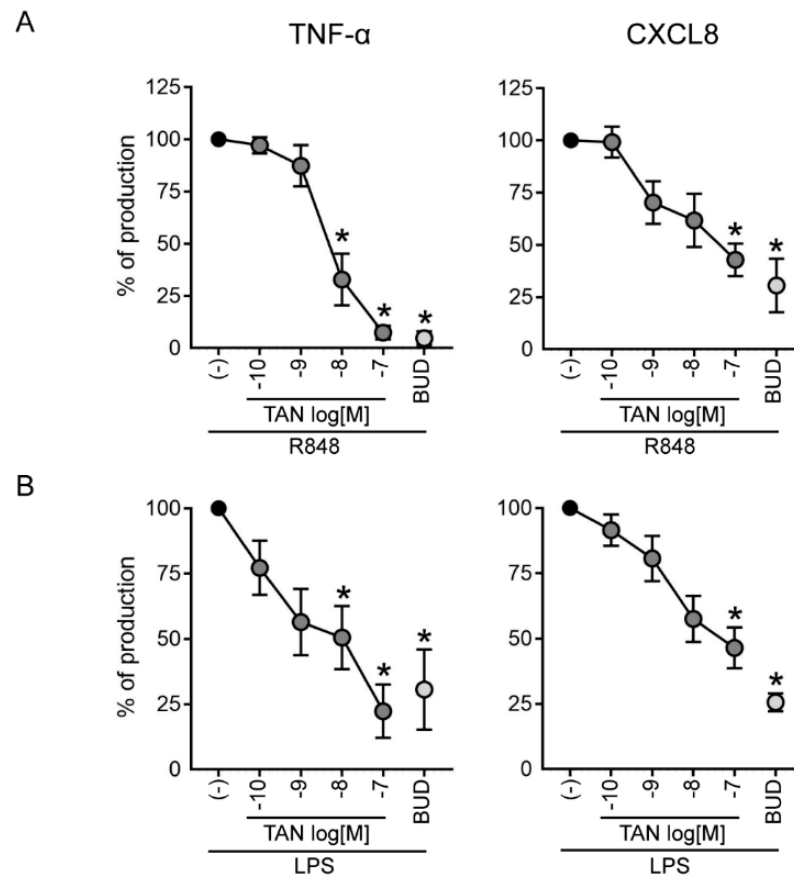 A
TNF-α
CXCL8
% of production
125
100
75
50
25
0
*
*
*
(-)
-10
-9
-8
-7
BUD
TAN log[M]
R848
125
100
75
50
25
0
*
*
(-)
-10
-9
-8
-7
BUD
TAN log[M]
R848
B
% of production
100
75
50
25
0
*
*
*
(-)
-10
-9
-8
-7
BUD
TAN log[M]
LPS
100
75
50
25
0
*
*
(-)
-10
-9
-8
-7
BUD
TAN log[M]
LPS